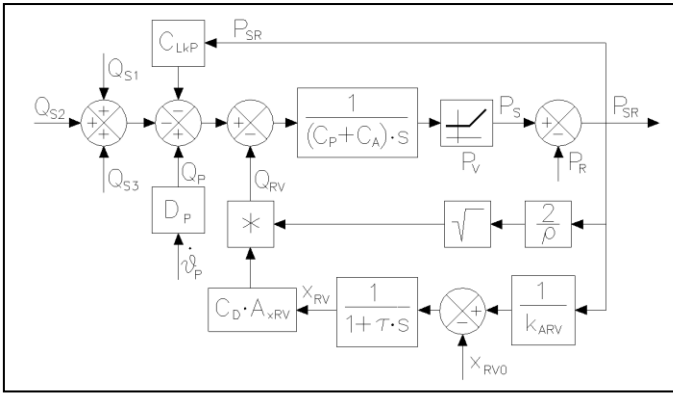 C_LkP
P_SR
Q_S1
Q_S2
+
+
+
Q_S3
−
−
+
Q_P
D_P
ϑ̇_P
+
−
Q_RV
1
(C_P+C_A)·s
P_V
P_S
+
−
P_R
P_SR
*
√
2
ρ
C_D·A_xRV
x_RV
1
1+τ·s
+
−
x_RV0
1
k_ARV